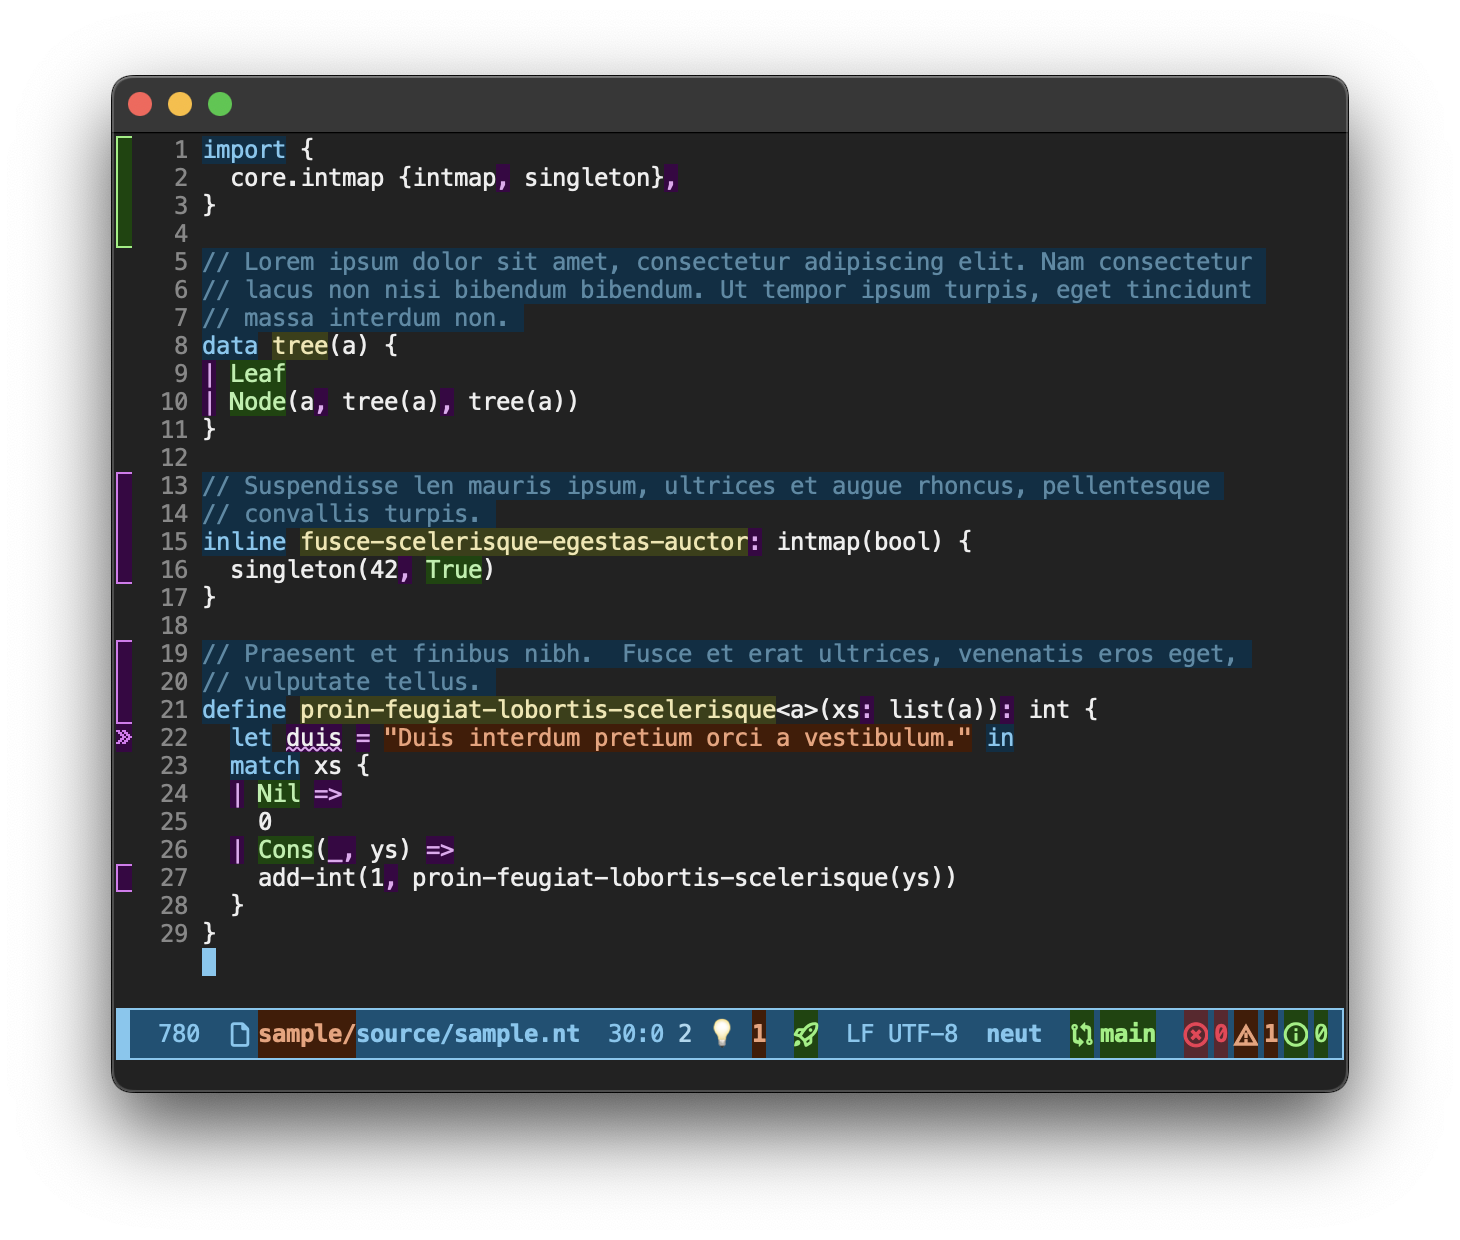 1 import {
2   core.intmap {intmap, singleton},
3 }
4
5 // Lorem ipsum dolor sit amet, consectetur adipiscing elit. Nam consectetur
6 // lacus non nisi bibendum bibendum. Ut tempor ipsum turpis, eget tincidunt
7 // massa interdum non.
8 data tree(a) {
9 | Leaf
10 | Node(a, tree(a), tree(a))
11 }
12
13 // Suspendisse len mauris ipsum, ultrices et augue rhoncus, pellentesque
14 // convallis turpis.
15 inline fusce-scelerisque-egestas-auctor: intmap(bool) {
16   singleton(42, True)
17 }
18
19 // Praesent et finibus nibh.  Fusce et erat ultrices, venenatis eros eget,
20 // vulputate tellus.
21 define proin-feugiat-lobortis-scelerisque<a>(xs: list(a)): int {
22   let duis = "Duis interdum pretium orci a vestibulum." in
23   match xs {
24   | Nil =>
25     0
26   | Cons(_, ys) =>
27     add-int(1, proin-feugiat-lobortis-scelerisque(ys))
28   }
29 }
780 sample/source/sample.nt 30:0 2 1 LF UTF-8 neut main 0 1 0